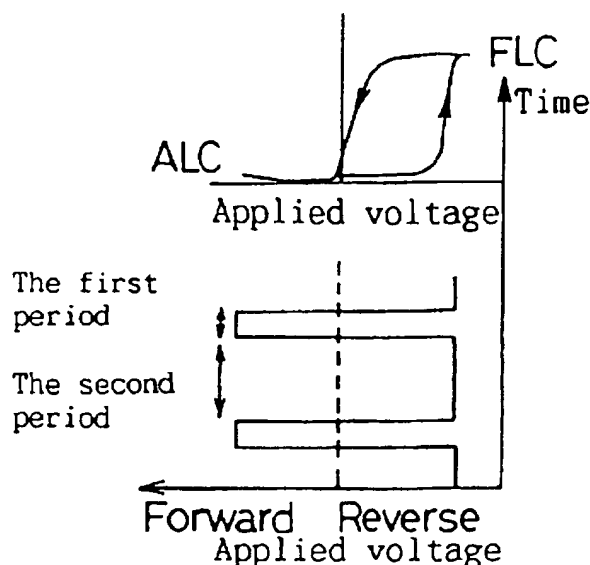 FLC
Time
ALC
Applied voltage
The first
period
The second
period
Forward Reverse
Applied voltage